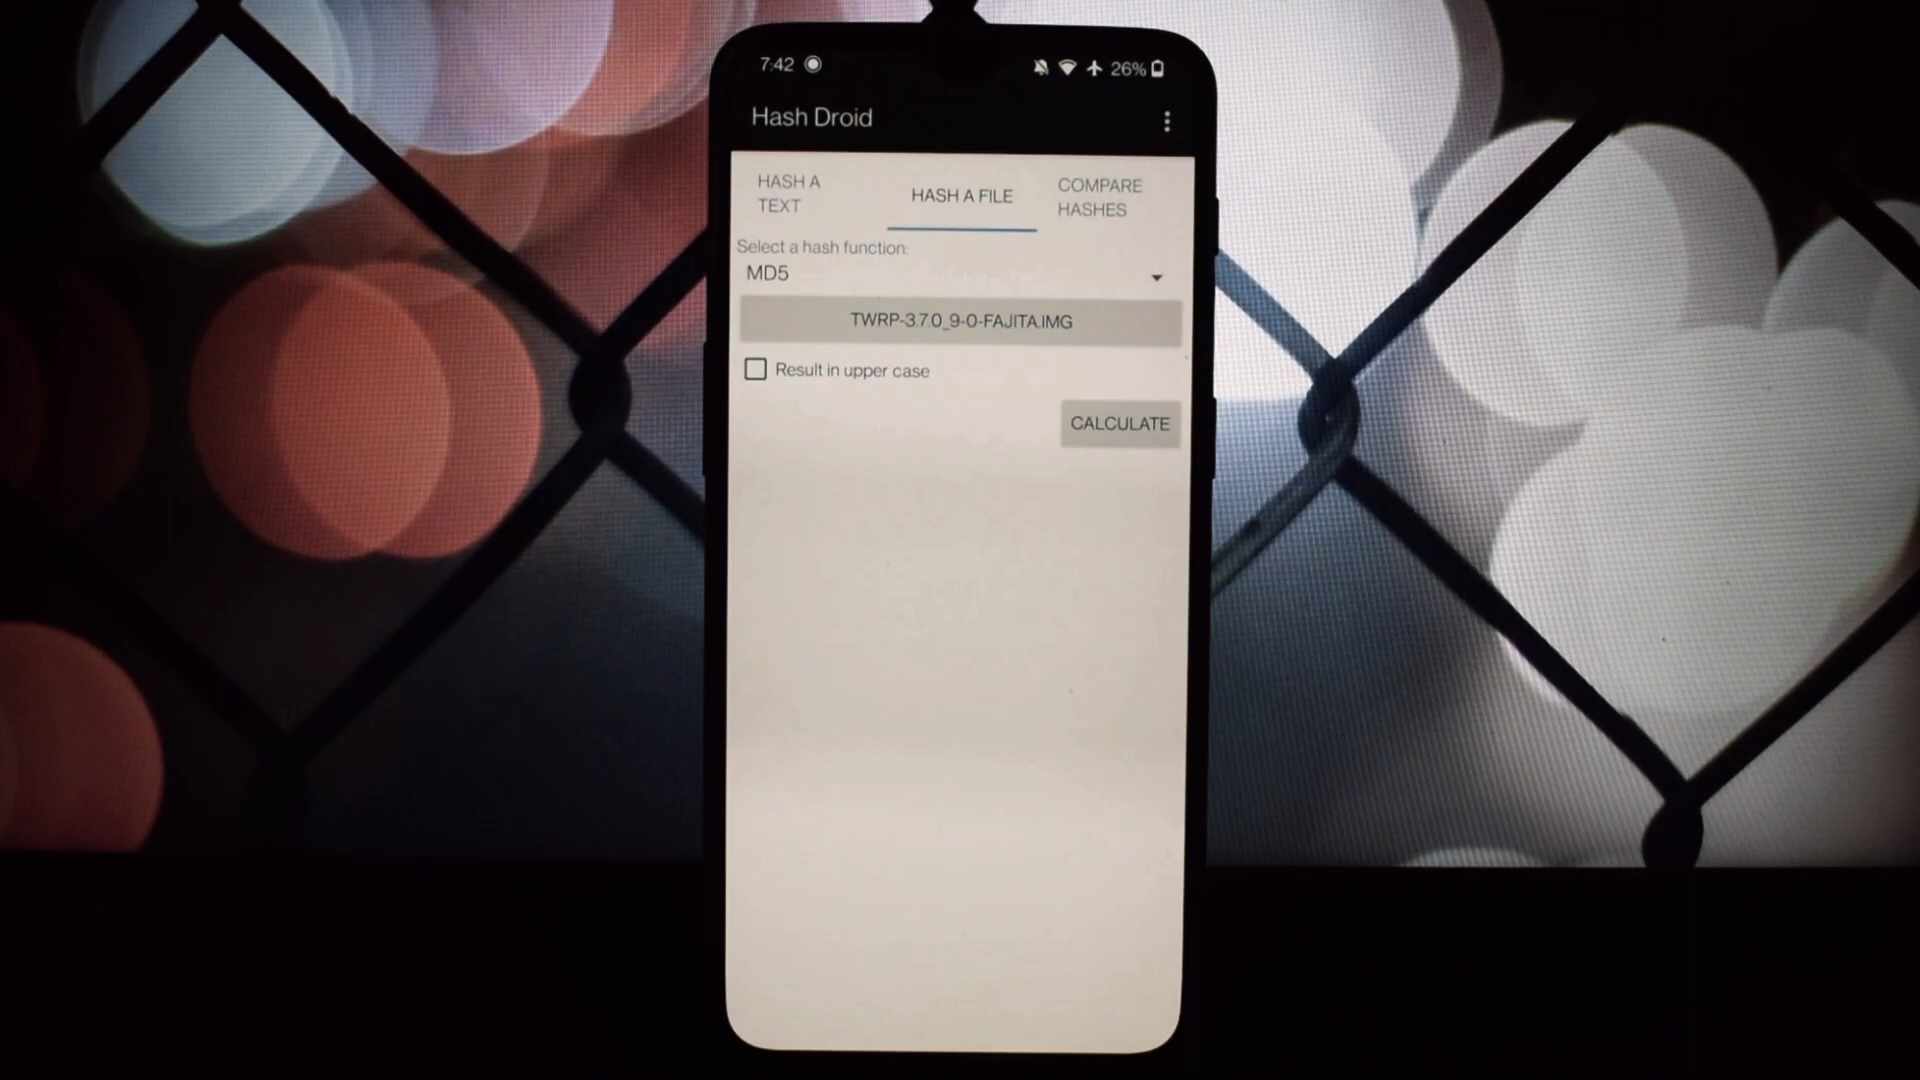 7:42
26%
Hash Droid
HASH A
TEXT
HASH A FILE
COMPARE
HASHES
Select a hash function:
MD5
TWRP-3.7.0_9-0-FAJITA.IMG
Result in upper case
CALCULATE